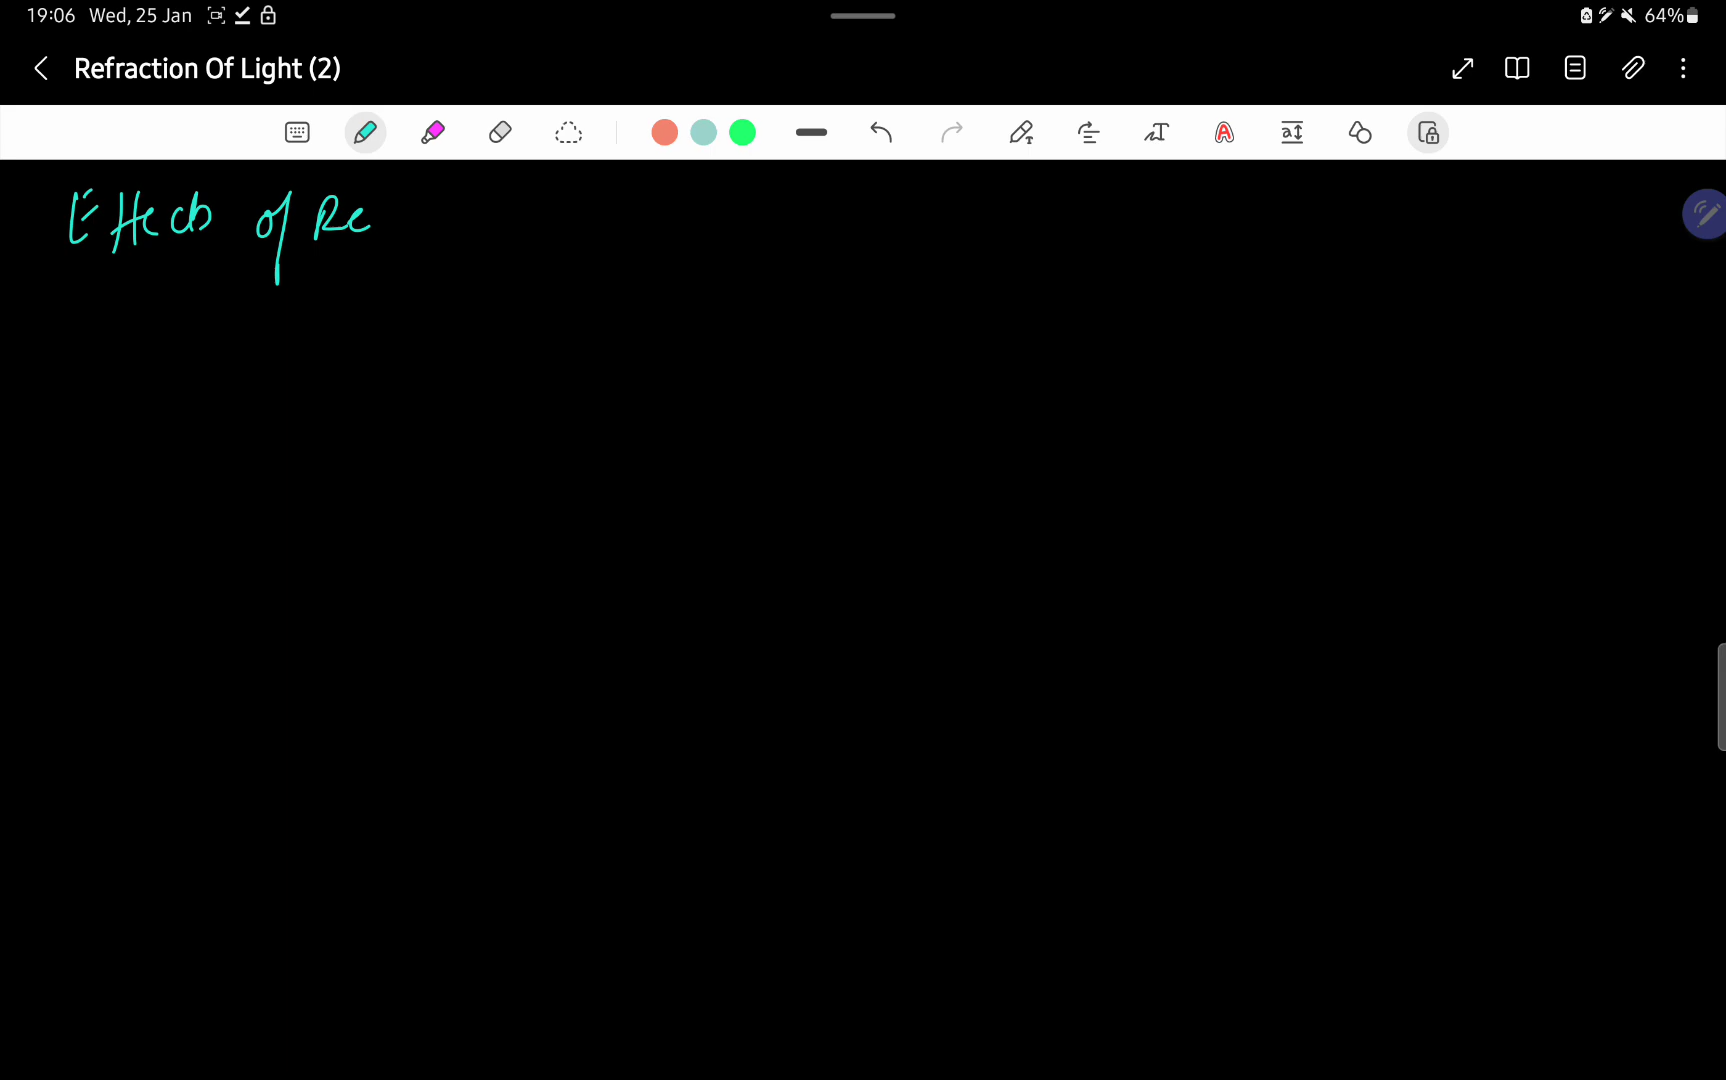 19:06 Wed, 25 Jan 64%
Refraction Of Light (2)
Effects of Re